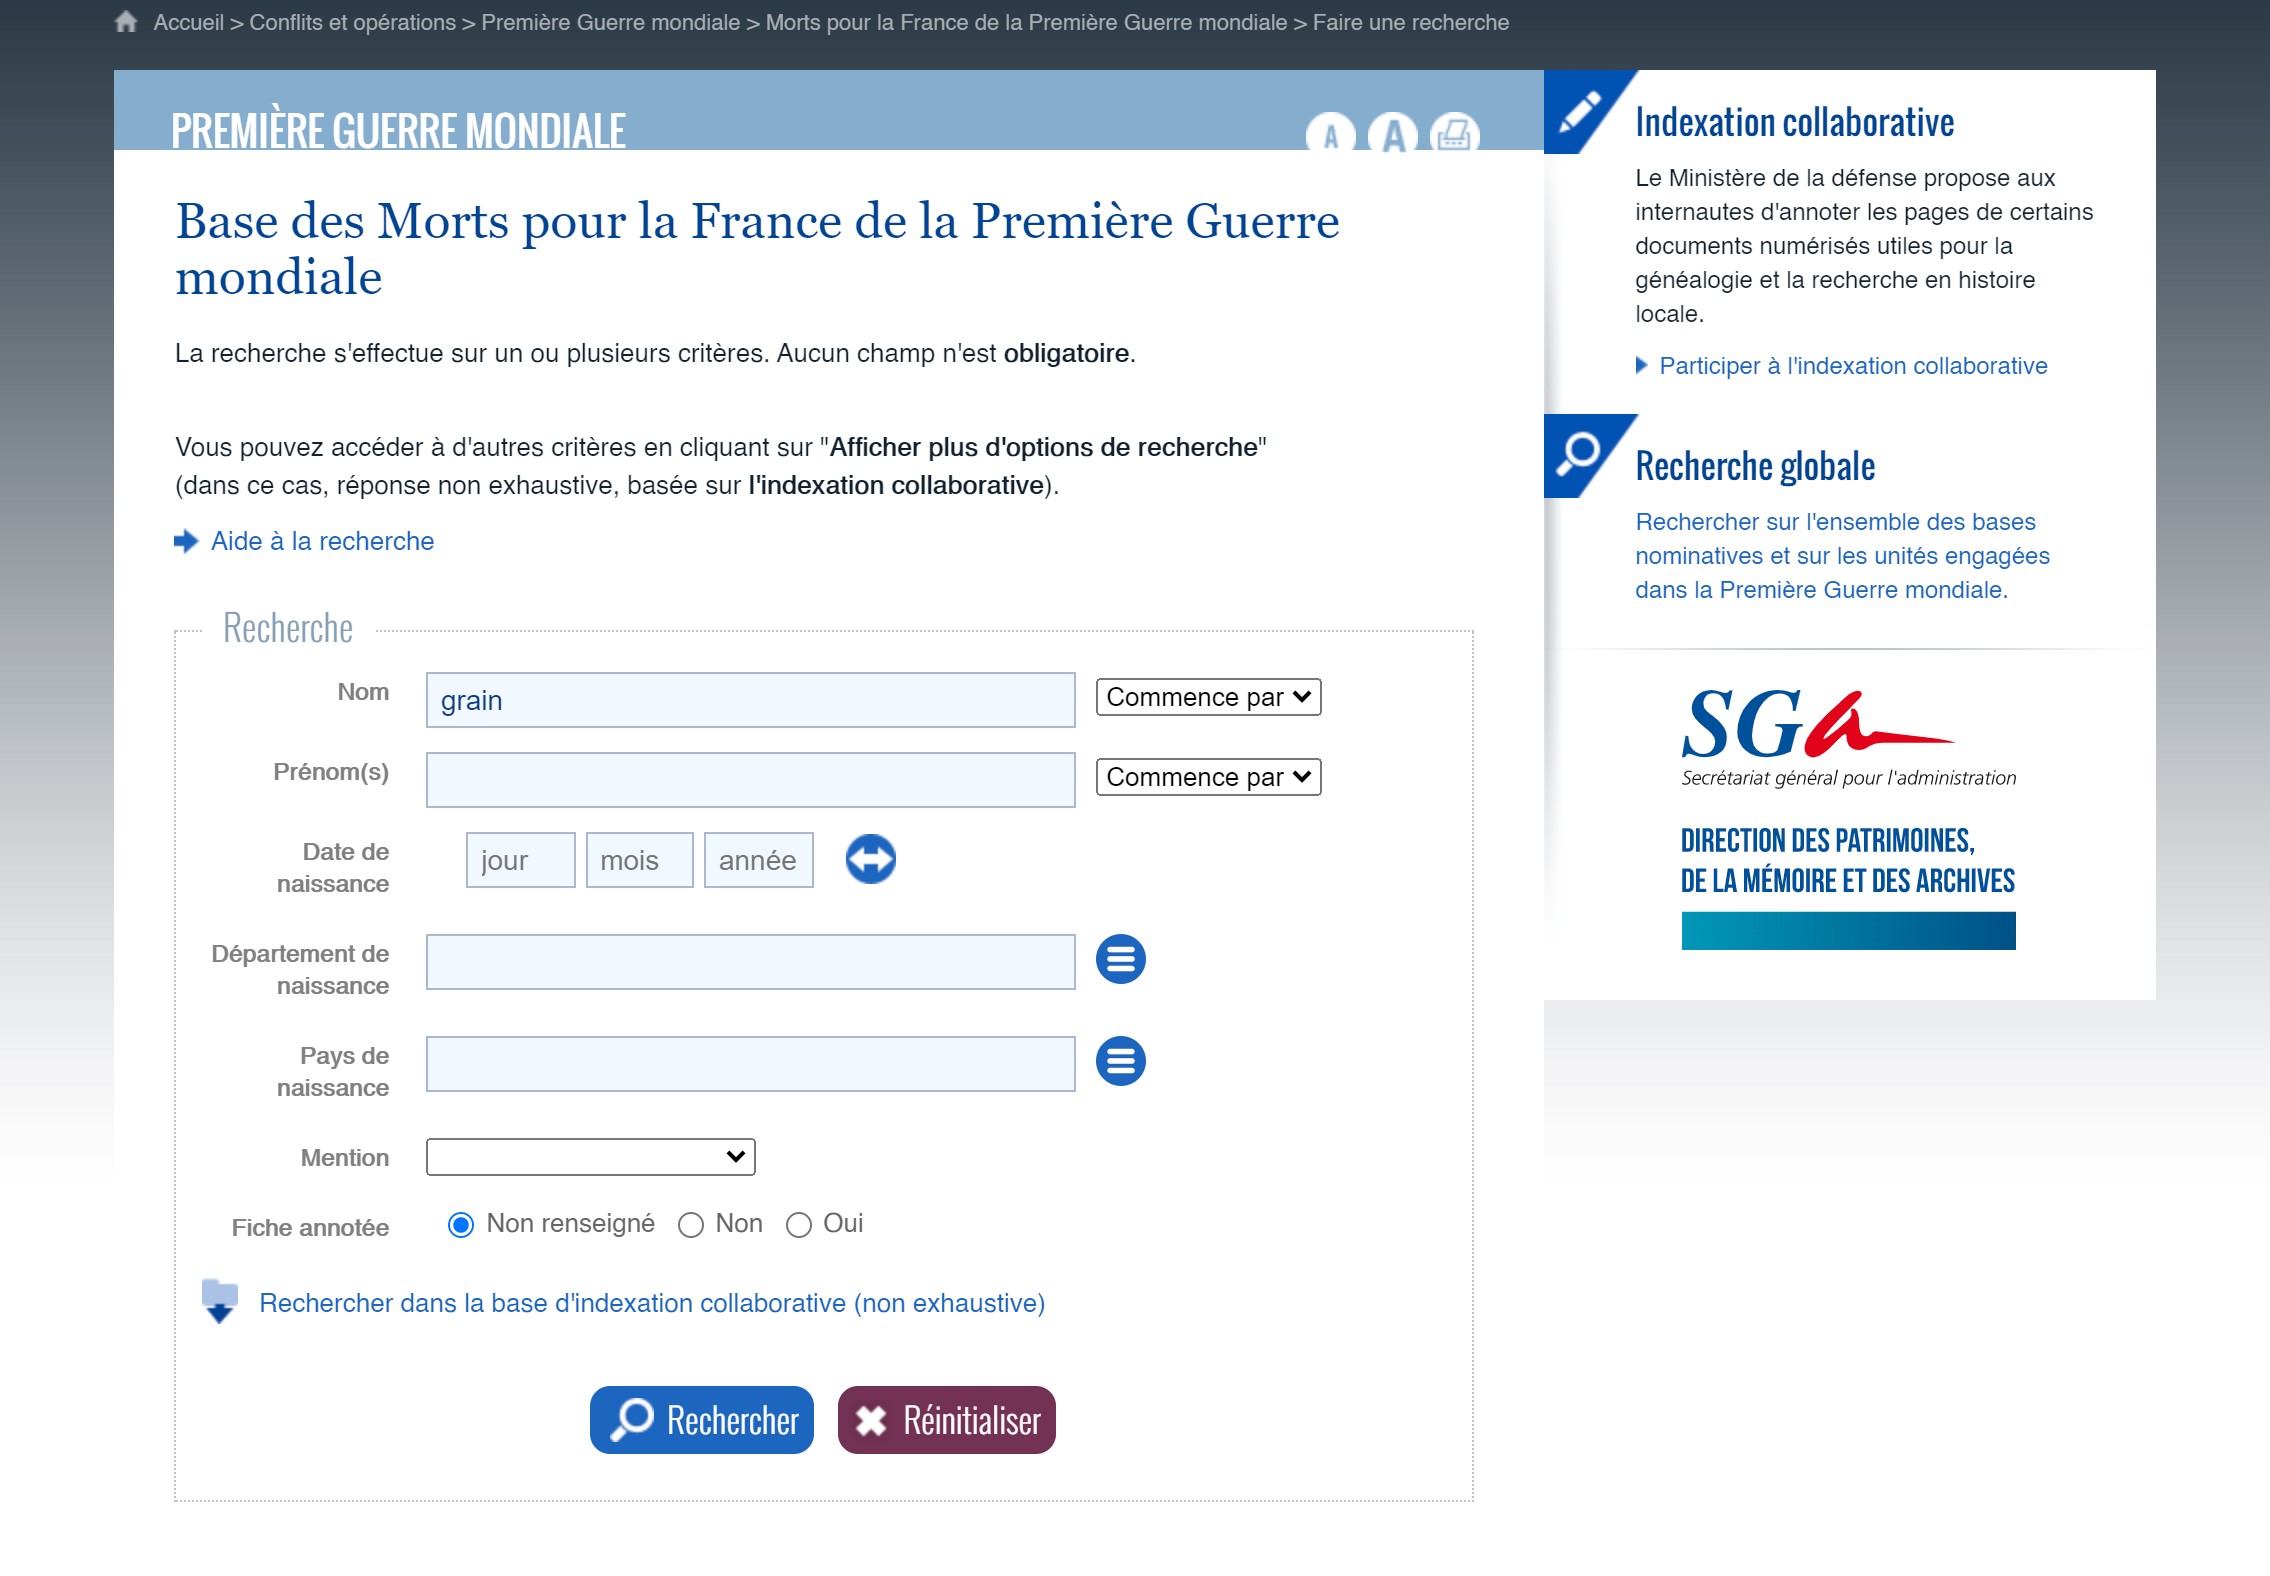 Accueil > Conflits et opérations > Première Guerre mondiale > Morts pour la France de la Première Guerre mondiale > Faire une recherche
PREMIÈRE GUERRE MONDIALE
A A
Base des Morts pour la France de la Première Guerre
mondiale
La recherche s'effectue sur un ou plusieurs critères. Aucun champ n'est obligatoire.
Vous pouvez accéder à d'autres critères en cliquant sur "Afficher plus d'options de recherche"
(dans ce cas, réponse non exhaustive, basée sur l'indexation collaborative).
Aide à la recherche
Recherche
Nom
grain
Commence par
Prénom(s)
Commence par
Date de
naissance
jour
mois
année
Département de
naissance
Pays de
naissance
Mention
Fiche annotée
Non renseigné
Non
Oui
Rechercher dans la base d'indexation collaborative (non exhaustive)
Rechercher
Réinitialiser
Indexation collaborative
Le Ministère de la défense propose aux
internautes d'annoter les pages de certains
documents numérisés utiles pour la
généalogie et la recherche en histoire
locale.
Participer à l'indexation collaborative
Recherche globale
Rechercher sur l'ensemble des bases
nominatives et sur les unités engagées
dans la Première Guerre mondiale.
SGa
Secrétariat général pour l'administration
DIRECTION DES PATRIMOINES,
DE LA MÉMOIRE ET DES ARCHIVES